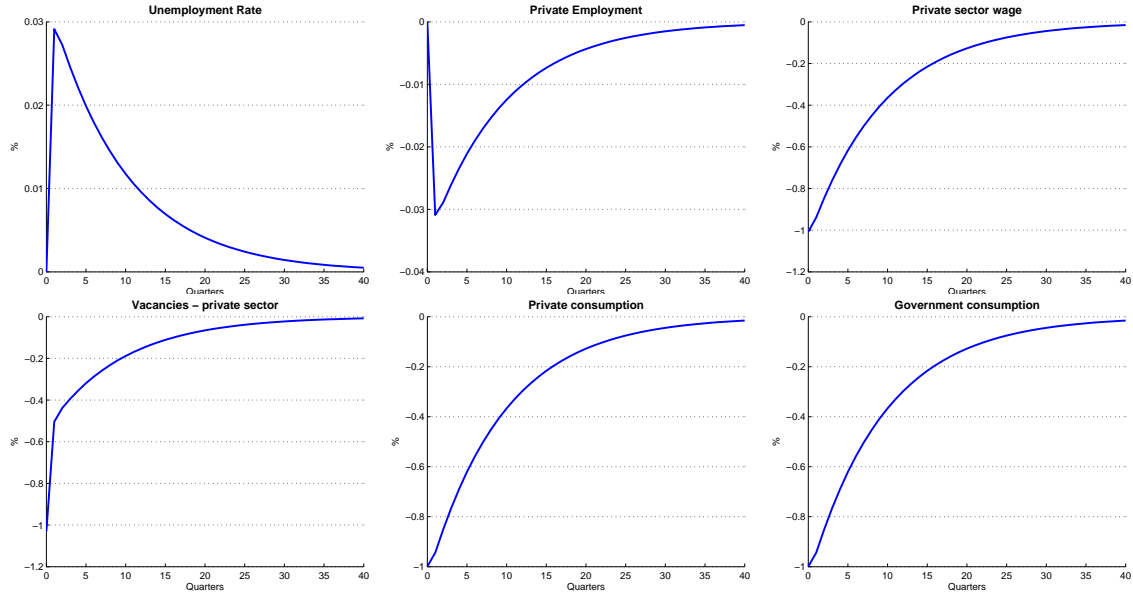 Unemployment Rate
0.03
0.02
0.01
0
%
0 5 10 15 20 25 30 35 40
Quarters
Private Employment
0
−0.01
−0.02
−0.03
−0.04
%
0 5 10 15 20 25 30 35 40
Quarters
Private sector wage
0
−0.2
−0.4
−0.6
−0.8
−1
−1.2
%
0 5 10 15 20 25 30 35 40
Quarters
Vacancies − private sector
0
−0.2
−0.4
−0.6
−0.8
−1
−1.2
%
0 5 10 15 20 25 30 35 40
Quarters
Private consumption
0
−0.2
−0.4
−0.6
−0.8
−1
%
0 5 10 15 20 25 30 35 40
Quarters
Government consumption
0
−0.2
−0.4
−0.6
−0.8
−1
%
0 5 10 15 20 25 30 35 40
Quarters